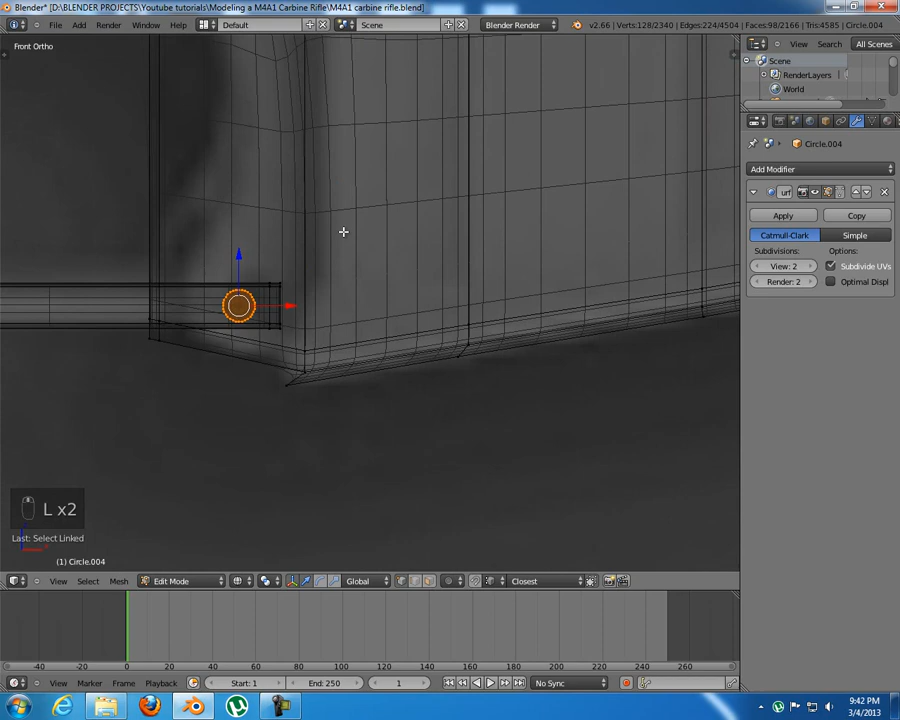 Blender* [D:\BLENDER PROJECTS\Youtube tutorials\Modeling a M4A1 Carbine Rifle\M4A1 carbine rifle.blend]
File Add Render Window Help Default Scene Blender Render v2.66 | Verts:128/2340 | Edges:224/4504 | Faces:98/2166 | Tris:4585 | Circle.004
View Search All Scenes
Front Ortho
Scene
RenderLayers
World
Circle.004
Add Modifier
urf
Apply Copy
Catmull-Clark Simple
Subdivisions: Options:
View: 2 Subdivide UVs
Render: 2 Optimal Displ
L x2
Last: Select Linked
(1) Circle.004
View Select Mesh Edit Mode Global Closest
-40 -20 0 20 40 60 80 100 120 140 160 180 200 220 240 260
View Marker Frame Playback Start: 1 End: 250 1 No Sync
9:42 PM
3/4/2013